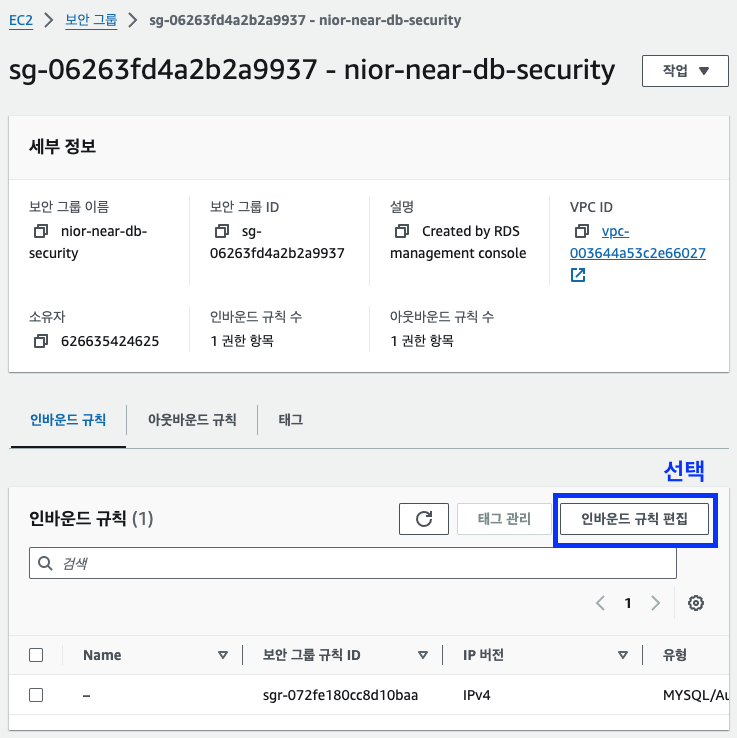 EC2 > 보안 그룹 > sg-06263fd4a2b2a9937 - nior-near-db-security
sg-06263fd4a2b2a9937 - nior-near-db-security 작업
세부 정보
보안 그룹 이름
nior-near-db-
security
보안 그룹 ID
sg-
06263fd4a2b2a9937
설명
Created by RDS
management console
VPC ID
vpc-
003644a53c2e66027
소유자
626635424625
인바운드 규칙 수
1 권한 항목
아웃바운드 규칙 수
1 권한 항목
인바운드 규칙 아웃바운드 규칙 태그
선택
인바운드 규칙 (1) 태그 관리 인바운드 규칙 편집
검색
1
Name 보안 그룹 규칙 ID IP 버전 유형
– sgr-072fe180cc8d10baa IPv4 MYSQL/Au